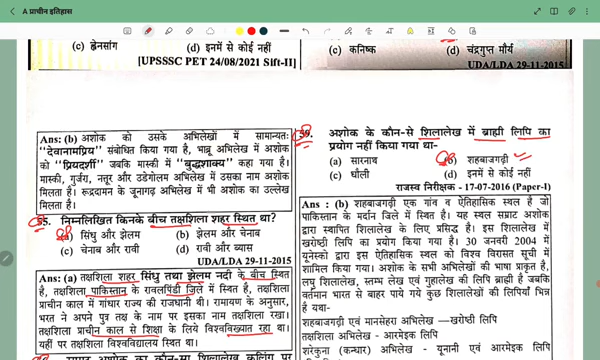 A प्राचीन इतिहास
(c) ह्वेनसांग (d) इनमें से कोई नहीं
[UPSSSC PET 24/08/2021 Sift-II]
Ans: (b) अशोक को उसके अभिलेखों में सामान्यतः
"देवानामप्रिय" संबोधित किया गया है, भाब्रू अभिलेख में अशोक
को "प्रियदर्शी" जबकि मास्की में "बुद्धशाक्य" कहा गया है।
मास्की, गुर्जरा, नत्तूर और उडेगोलम अभिलेख में उसका नाम अशोक
मिलता है। रूद्रदामन के जूनागढ़ अभिलेख में भी अशोक का उल्लेख
मिलता है।
55. निम्नलिखित किनके बीच तक्षशिला शहर स्थित था?
(a) सिंधु और झेलम (b) झेलम और चेनाब
(c) चेनाब और रावी (d) रावी और ब्यास
UDA/LDA 29-11-2015
Ans: (a) तक्षशिला शहर सिंधु तथा झेलम नदी के बीच स्थित
है, तक्षशिला पाकिस्तान के रावलपिंडी जिले में स्थित है। तक्षशिला
प्राचीन काल में गांधार राज्य की राजधानी थी। रामायण के अनुसार,
भरत ने अपने पुत्र तक्ष के नाम पर इसका नाम तक्षशिला रखा।
तक्षशिला प्राचीन काल से शिक्षा के लिये विश्वविख्यात रहा था।
यहीं पर तक्षशिला विश्वविद्यालय स्थित था।
अशोक का कौन-सा शिलालेख कलिंग पर
(c) कनिष्क (d) चंद्रगुप्त मौर्य
UDA/LDA 29-11-2015
59. अशोक के कौन-से शिलालेख में ब्राह्मी लिपि का
प्रयोग नहीं किया गया था-
(a) सारनाथ (b) शहबाजगढ़ी
(c) धौली (d) इनमें से कोई नहीं
राजस्व निरीक्षक - 17-07-2016 (Paper-I)
Ans : (b) शहबाजगढ़ी एक गांव व ऐतिहासिक स्थल है जो
पाकिस्तान के मर्दान जिले में स्थित है। यह स्थल सम्राट अशोक
द्वारा स्थापित शिलालेख के लिए प्रसिद्ध है। इस शिलालेख में
खरोष्ठी लिपि का प्रयोग किया गया है। 30 जनवरी 2004 में
यूनेस्को द्वारा इस ऐतिहासिक स्थल को विश्व विरासत सूची में
शामिल किया गया। अशोक के सभी अभिलेखों की भाषा प्राकृत है,
लघु शिलालेख, स्तम्भ लेख एवं गुहालेख की लिपि ब्राह्मी है जबकि
वर्तमान भारत से बाहर पाये गये कुछ शिलालेखों की लिपियाँ भिन्न
है यथा-
शहबाजगढ़ी एवं मानसेहरा अभिलेख —खरोष्ठी लिपि
तक्षशिला अभिलेख - आरमेइक लिपि
शरेकुना (कन्धार) अभिलेख - यूनानी एवं आरमेइक लिपि